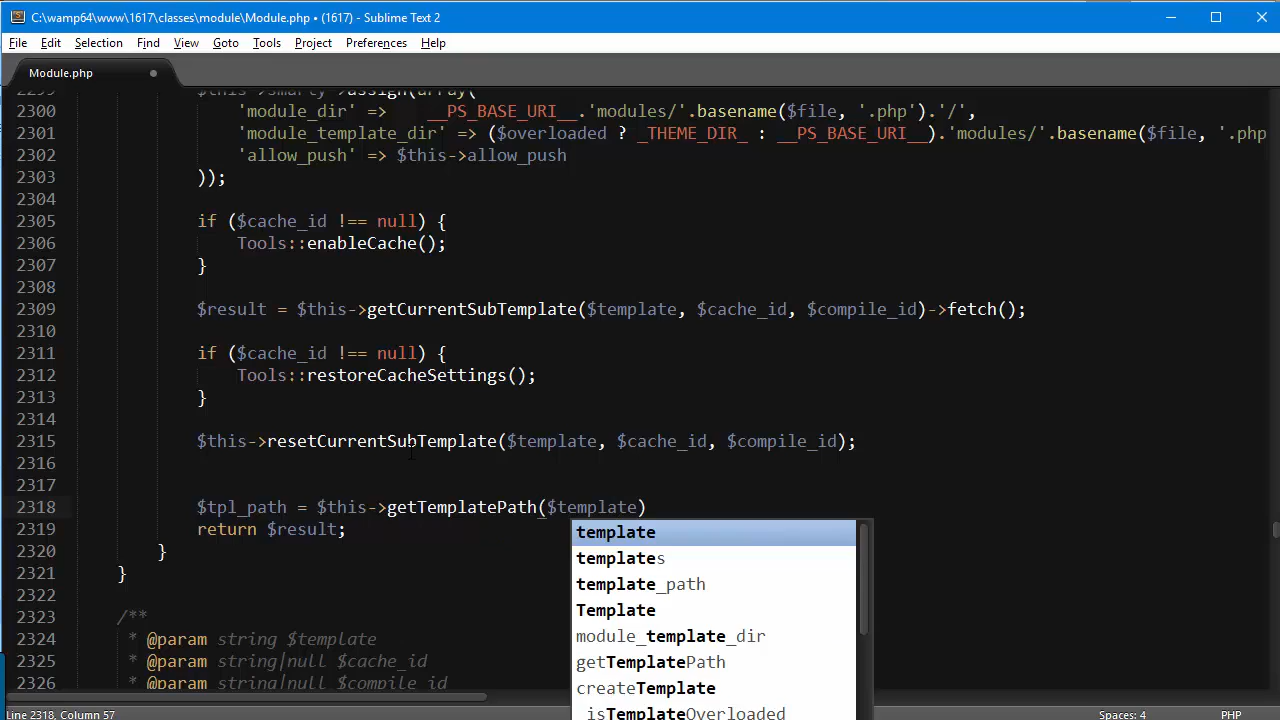 C:\wamp64\www\1617\classes\module\Module.php • (1617) - Sublime Text 2
File Edit Selection Find View Goto Tools Project Preferences Help
Module.php
2299 $this->smarty->assign(array(
2300 'module_dir' => __PS_BASE_URI__.'modules/'.basename($file, '.php').'/',
2301 'module_template_dir' => ($overloaded ? _THEME_DIR_ : __PS_BASE_URI__).'modules/'.basename($file, '.php
2302 'allow_push' => $this->allow_push
2303 ));
2304
2305 if ($cache_id !== null) {
2306 Tools::enableCache();
2307 }
2308
2309 $result = $this->getCurrentSubTemplate($template, $cache_id, $compile_id)->fetch();
2310
2311 if ($cache_id !== null) {
2312 Tools::restoreCacheSettings();
2313 }
2314
2315 $this->resetCurrentSubTemplate($template, $cache_id, $compile_id);
2316
2317
2318 $tpl_path = $this->getTemplatePath($template)
2319 return $result;
template
2320 }
templates
2321 }
template_path
2322
Template
2323 /**
module_template_dir
2324 * @param string $template
getTemplatePath
2325 * @param string|null $cache_id
createTemplate
2326 * @param string|null $compile_id
_isTemplateOverloaded
Line 2318, Column 57 Spaces: 4 PHP